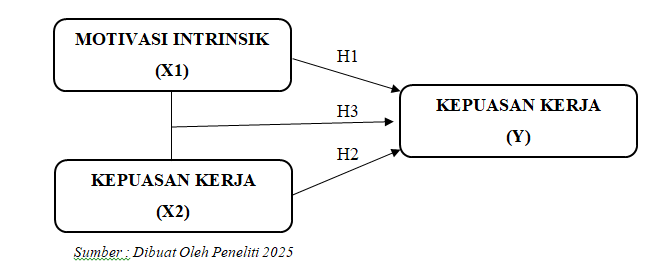 MOTIVASI INTRINSIK
(X1)
H1
KEPUASAN KERJA
(Y)
H3
H2
KEPUASAN KERJA
(X2)
Sumber : Dibuat Oleh Peneliti 2025